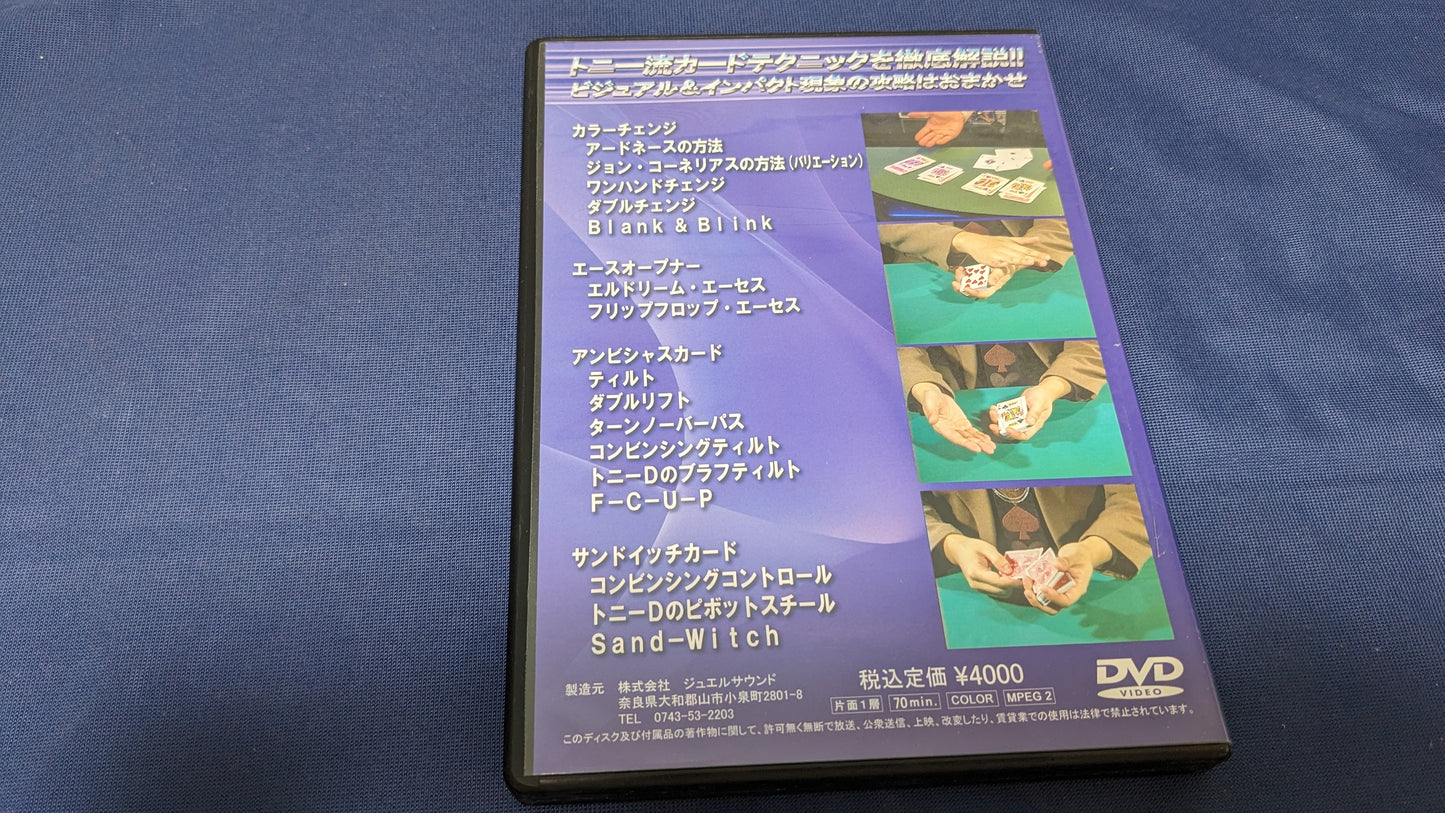 トニー流カードテクニックを徹底解説!!
ビジュアル&インパクト現象の攻略はおまかせ
カラーチェンジ
アードネースの方法
ジョン・コーネリアスの方法(バリエーション)
ワンハンドチェンジ
ダブルチェンジ
Blank & Blink
エースオープナー
エルドリーム・エーセス
フリップフロップ・エーセス
アンビシャスカード
ティルト
ダブルリフト
ターンノーバーパス
コンビンシングティルト
トニーDのブラフティルト
F-C-U-P
サンドイッチカード
コンビンシングコントロール
トニーDのピボットスチール
Sand-Witch
製造元 株式会社 ジュエルサウンド
奈良県大和郡山市小泉町2801-8
TEL 0743-53-2203
税込定価 ¥4000
片面1層 70min. COLOR MPEG 2
DVD
VIDEO
このディスク及び付属品の著作物に関して、許可無く無断で放送、公衆送信、上映、改変したり、賃貸業での使用は法律で禁止されています。